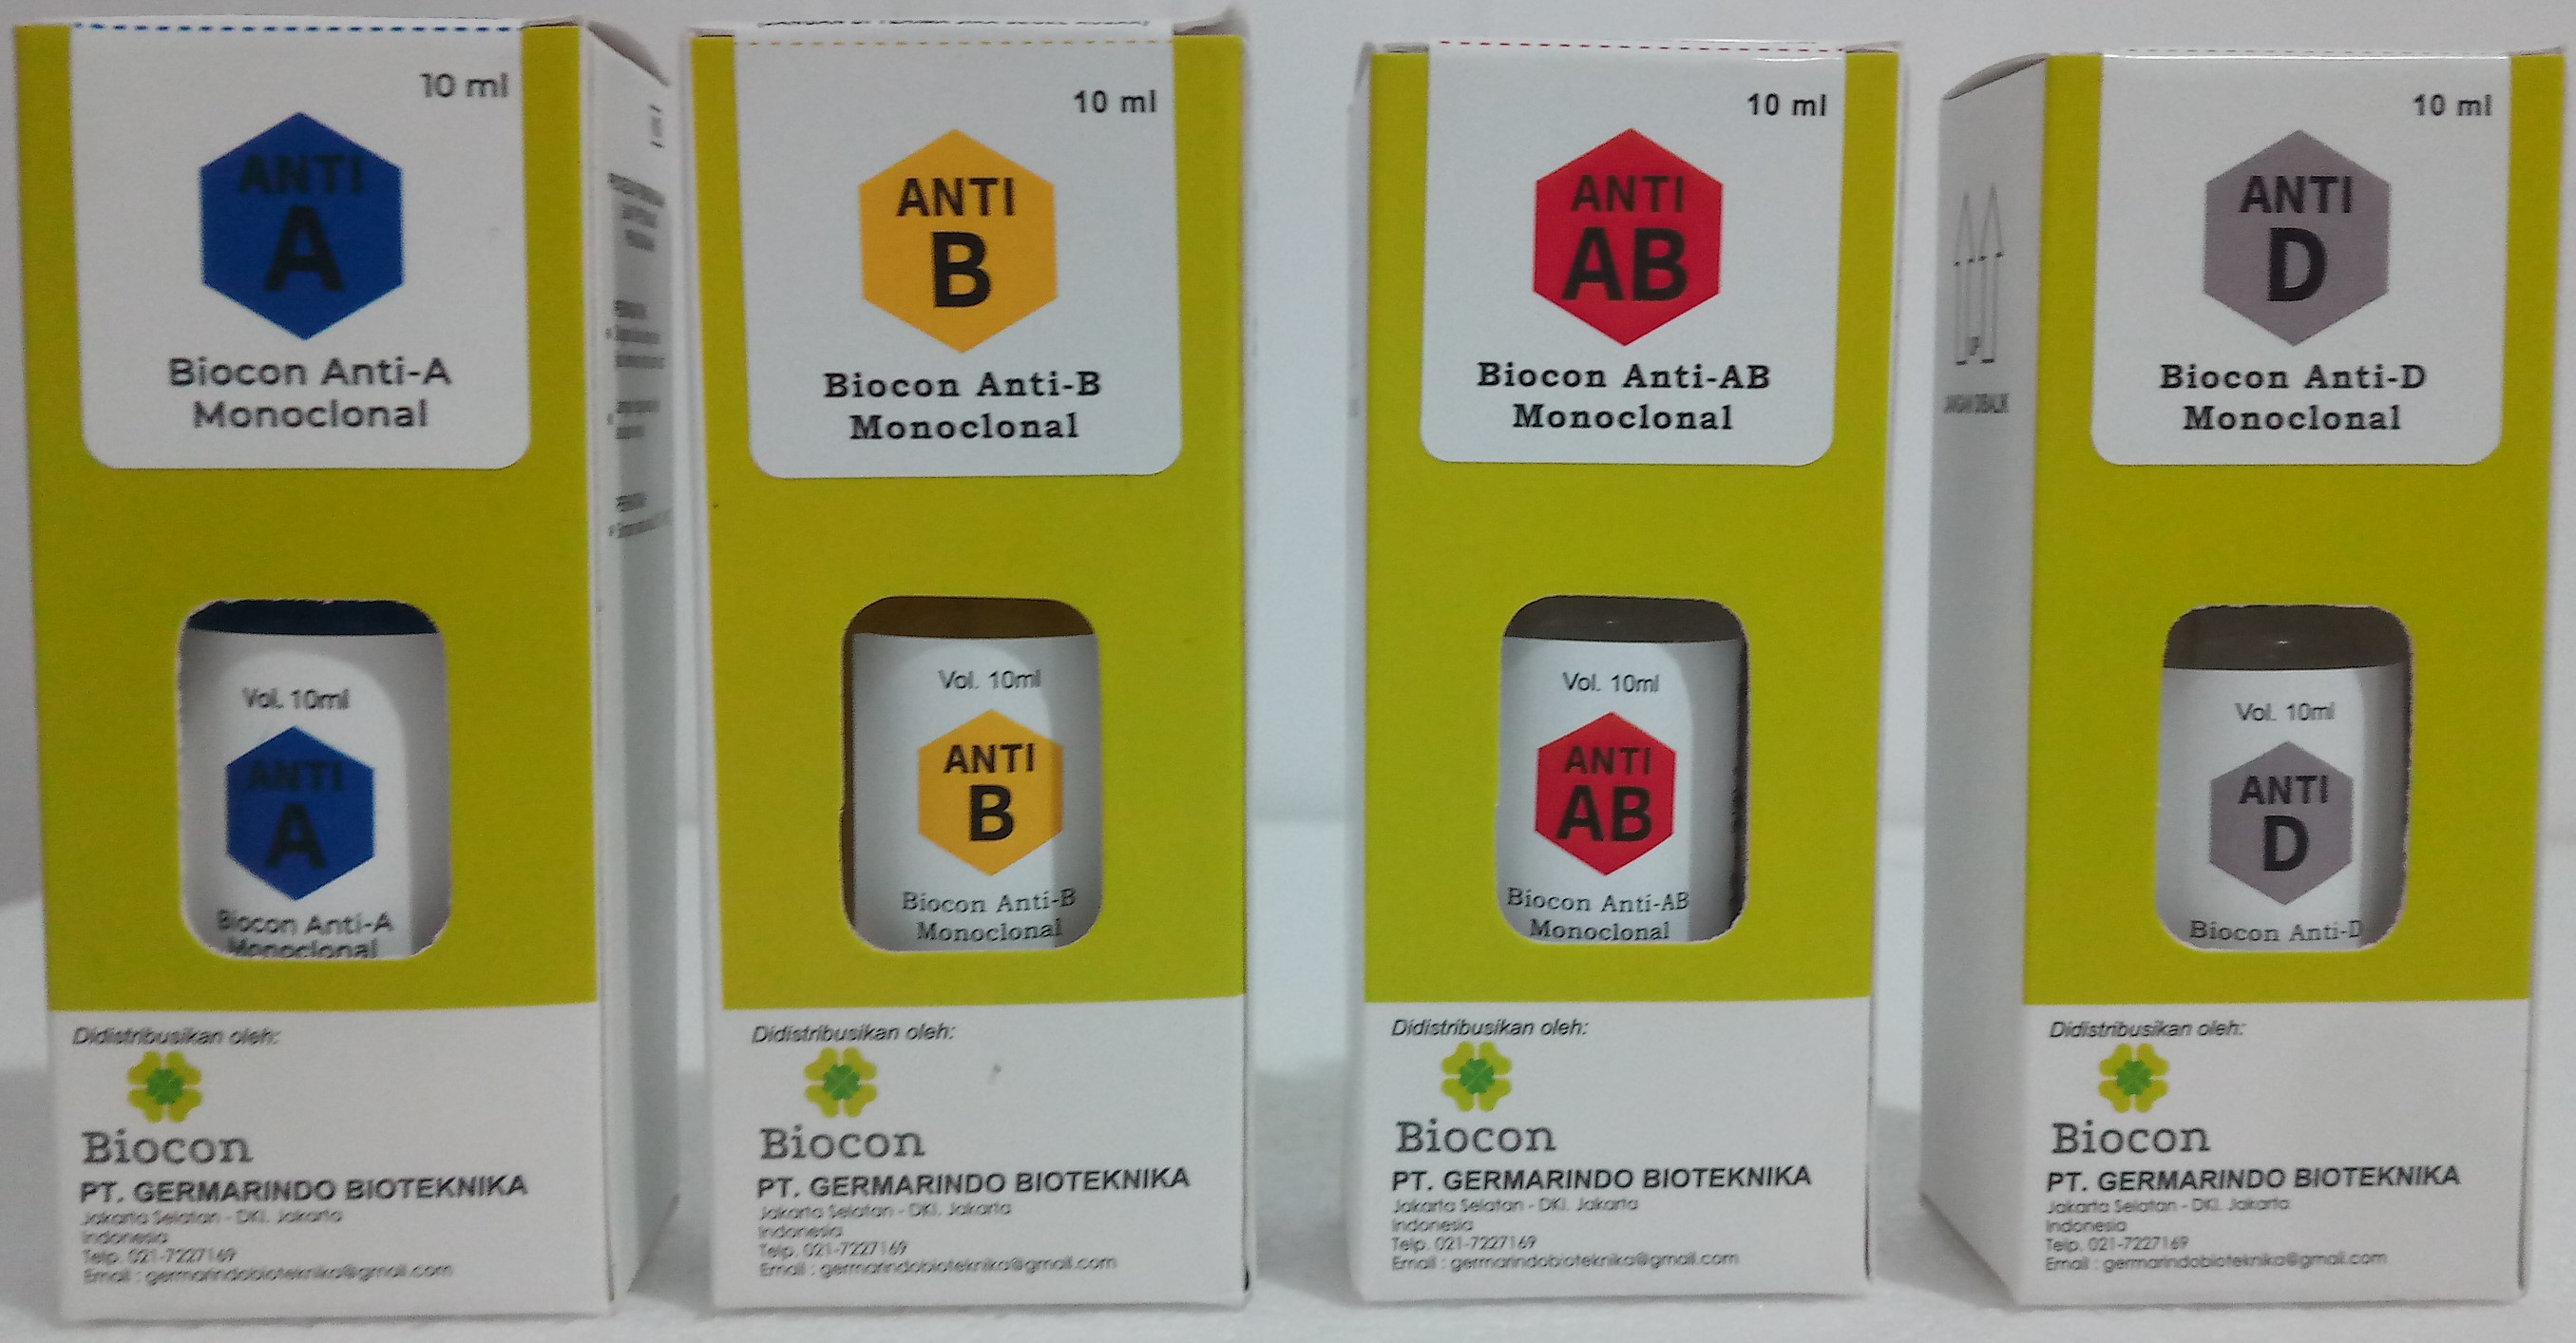 10 ml
ANTI
A
Biocon Anti-A
Monoclonal
Vol. 10ml
ANTI
A
Biocon Anti-A
Monoclonal
Didistribusikan oleh:
Biocon
PT. GERMARINDO BIOTEKNIKA
Jakarta Selatan - DKI. Jakarta
Indonesia
Telp. 021-7227169
Email : germarindobioteknika@gmail.com
10 ml
ANTI
B
Biocon Anti-B
Monoclonal
Vol. 10ml
ANTI
B
Biocon Anti-B
Monoclonal
Didistribusikan oleh:
Biocon
PT. GERMARINDO BIOTEKNIKA
Jakarta Selatan - DKI. Jakarta
Indonesia
Telp. 021-7227169
Email : germarindobioteknika@gmail.com
10 ml
ANTI
AB
Biocon Anti-AB
Monoclonal
Vol. 10ml
ANTI
AB
Biocon Anti-AB
Monoclonal
Didistribusikan oleh:
Biocon
PT. GERMARINDO BIOTEKNIKA
Jakarta Selatan - DKI. Jakarta
Indonesia
Telp. 021-7227169
Email : germarindobioteknika@gmail.com
10 ml
ANTI
D
Biocon Anti-D
Monoclonal
Vol. 10ml
ANTI
D
Biocon Anti-D
Didistribusikan oleh:
Biocon
PT. GERMARINDO BIOTEKNIKA
Jakarta Selatan - DKI. Jakarta
Indonesia
Telp. 021-7227169
Email : germarindobioteknika@gmail.com